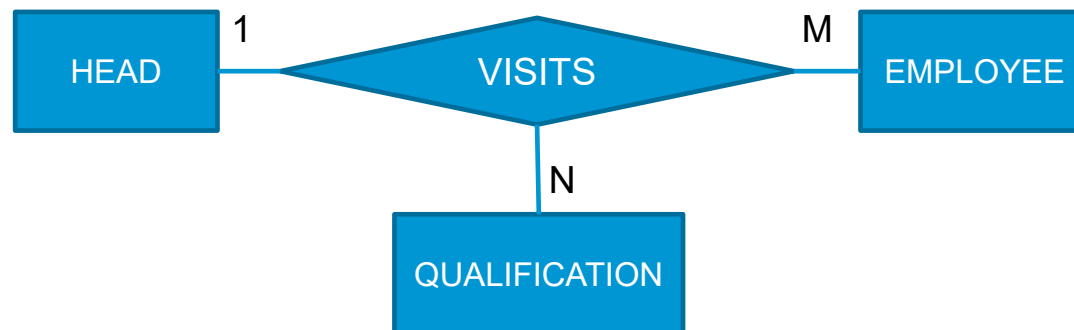 1
M
HEAD
VISITS
EMPLOYEE
N
QUALIFICATION